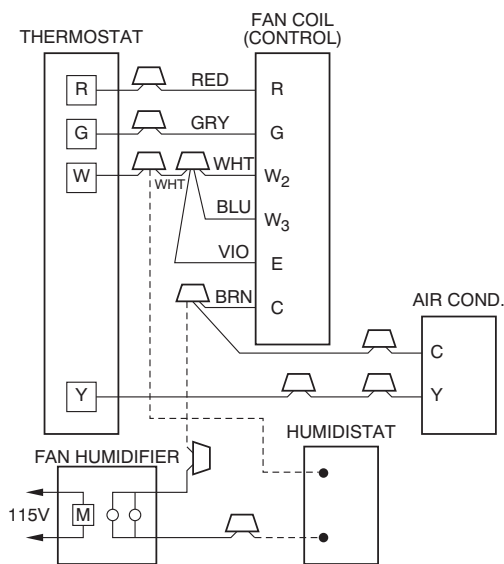 FAN COIL
(CONTROL)
THERMOSTAT
R RED R
G GRY G
W WHT WHT W2
BLU W3
VIO E
BRN C
AIR COND.
C
Y Y
HUMIDISTAT
FAN HUMIDIFIER
115V M